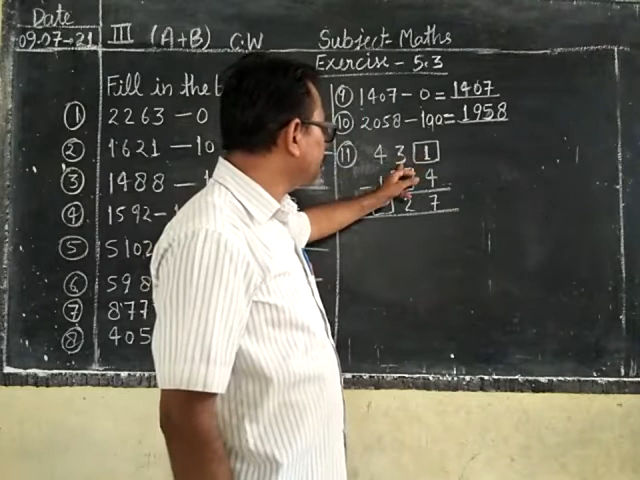 Date
09-07-21
III (A+B) C.W Subject- Maths
Exercise - 5.3
Fill in the
① 2263 - 0
② 1621 - 10
③ 1488 -
④ 1592 -
⑤ 5102
⑥ 598
⑦ 877
⑧ 405
⑨ 1407 - 0 = 1407
⑩ 2058 - 100 = 1958
⑪ 4 3 1
4
2 7